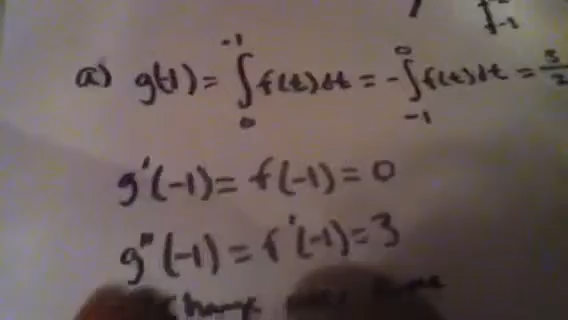 a) g(-1) = ∫₀⁻¹ f(t)dt = -∫₋₁⁰ f(t)dt = 3/2
g'(-1) = f(-1) = 0
g"(-1) = f'(-1) = 3